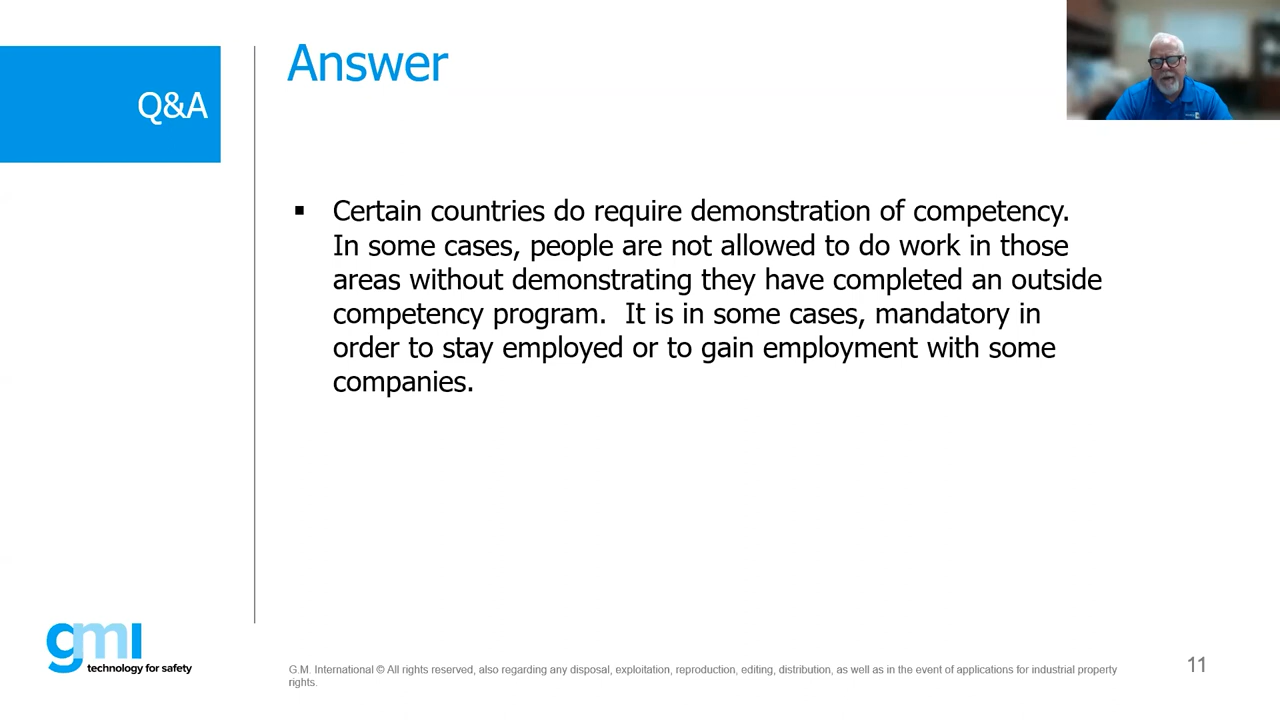 Answer
Q&A
▪ Certain countries do require demonstration of competency.
In some cases, people are not allowed to do work in those
areas without demonstrating they have completed an outside
competency program.  It is in some cases, mandatory in
order to stay employed or to gain employment with some
companies.
gmi
technology for safety
G.M. International © All rights reserved, also regarding any disposal, exploitation, reproduction, editing, distribution, as well as in the event of applications for industrial property
rights.
11